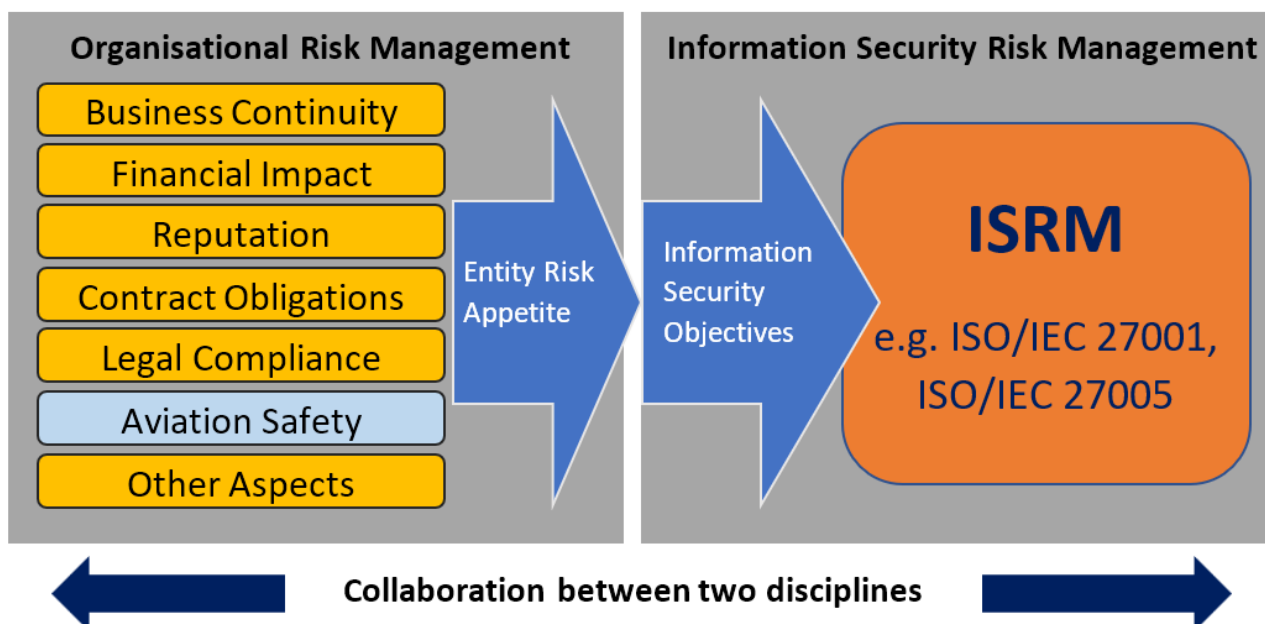 Organisational Risk Management
Business Continuity
Financial Impact
Reputation
Contract Obligations
Legal Compliance
Aviation Safety
Other Aspects
Entity Risk
Appetite
Information Security Risk Management
Information
Security
Objectives
ISRM
e.g. ISO/IEC 27001,
ISO/IEC 27005
Collaboration between two disciplines